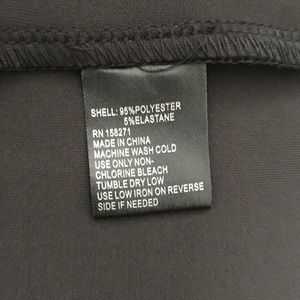 SHELL: 95%POLYESTER
5%ELASTANE
RN 158271
MADE IN CHINA
MACHINE WASH COLD
USE ONLY NON-
CHLORINE BLEACH
TUMBLE DRY LOW
USE LOW IRON ON REVERSE
SIDE IF NEEDED